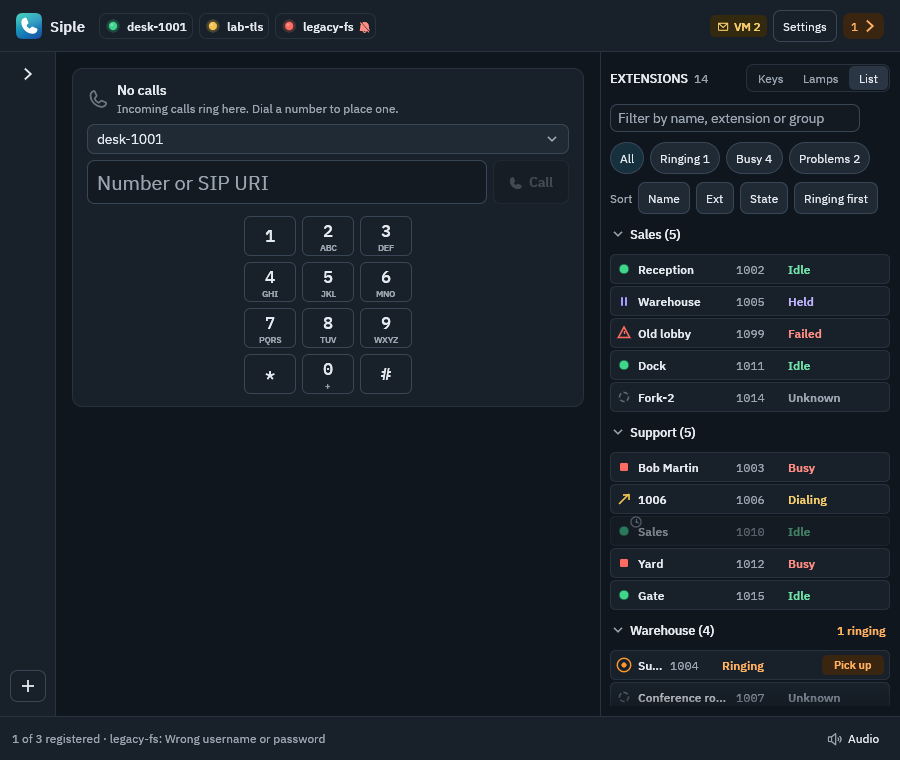 Siple
desk-1001
lab-tls
legacy-fs
VM 2
Settings
1
No calls
Incoming calls ring here. Dial a number to place one.
desk-1001
Number or SIP URI
Call
1
2
ABC
3
DEF
4
GHI
5
JKL
6
MNO
7
PQRS
8
TUV
9
WXYZ
*
0
+
#
EXTENSIONS 14
Keys
Lamps
List
Filter by name, extension or group
All
Ringing 1
Busy 4
Problems 2
Sort
Name
Ext
State
Ringing first
Sales (5)
Reception 1002 Idle
Warehouse 1005 Held
Old lobby 1099 Failed
Dock 1011 Idle
Fork-2 1014 Unknown
Support (5)
Bob Martin 1003 Busy
1006 1006 Dialing
Sales 1010 Idle
Yard 1012 Busy
Gate 1015 Idle
Warehouse (4) 1 ringing
Su... 1004 Ringing Pick up
Conference ro... 1007 Unknown
1 of 3 registered · legacy-fs: Wrong username or password
Audio